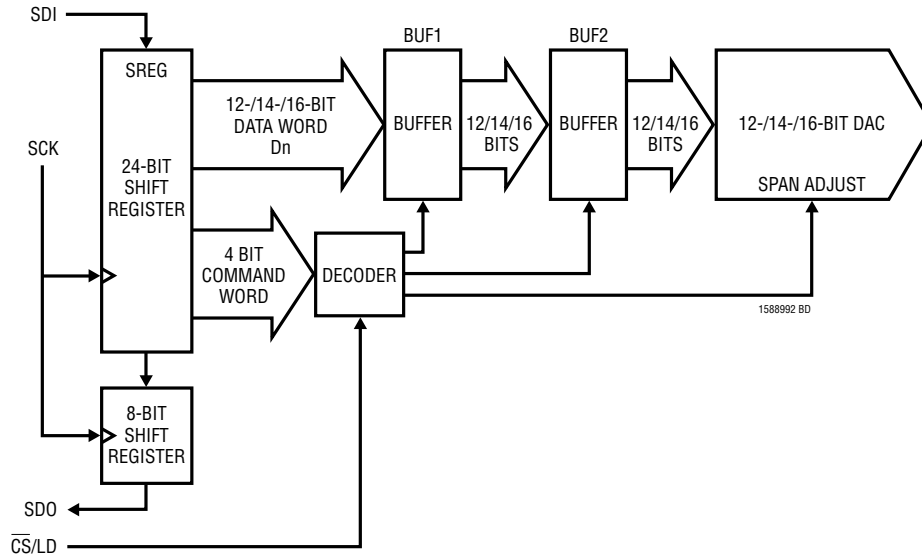 SDI
SREG
24-BIT
SHIFT
REGISTER
SCK
12-/14-/16-BIT
DATA WORD
Dn
4 BIT
COMMAND
WORD
BUF1
BUFFER
12/14/16
BITS
BUF2
BUFFER
12/14/16
BITS
12-/14-/16-BIT DAC
SPAN ADJUST
DECODER
1588992 BD
8-BIT
SHIFT
REGISTER
SDO
C̅S̅/LD